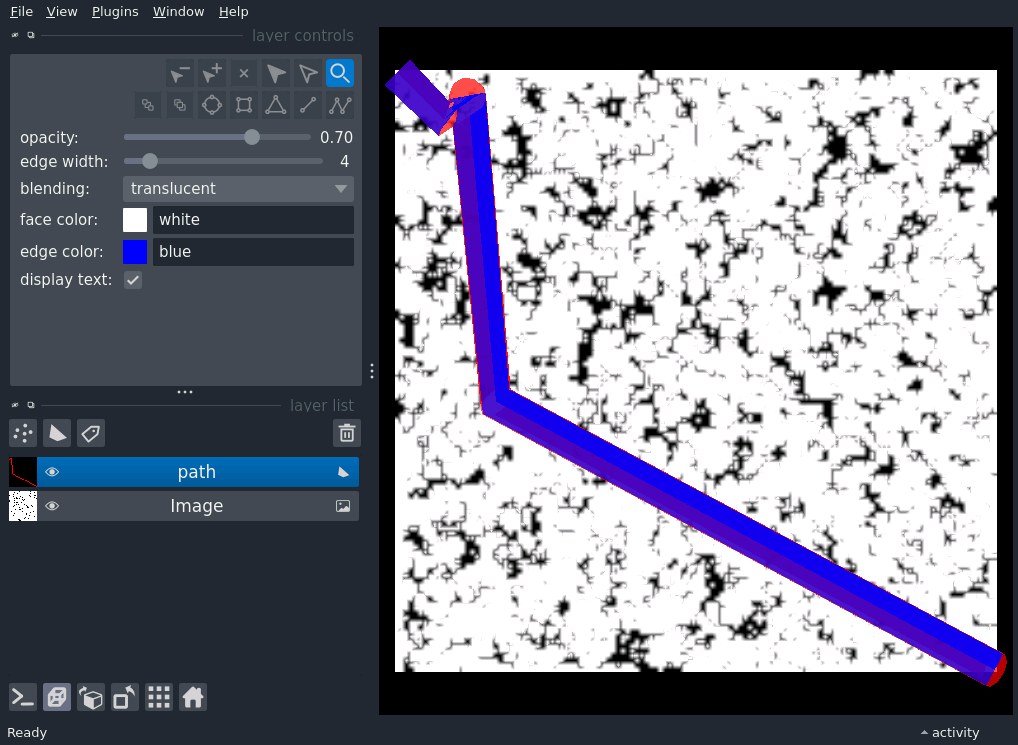 File View Plugins Window Help
layer controls
opacity: 0.70
edge width: 4
blending: translucent
face color: white
edge color: blue
display text:
layer list
path
Image
Ready activity